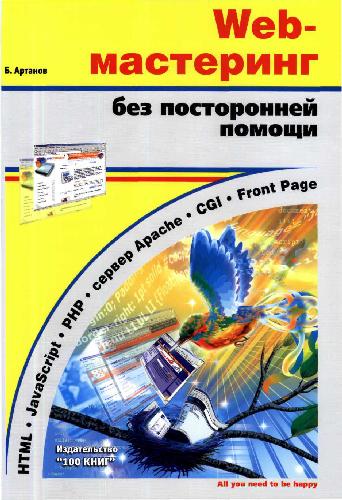 Web-
мастеринг
Б. Артанов
без посторонней
помощи
HTML • JavaScript • PHP • сервер Apache • CGI • Front Page
Издательство
"100 КНИГ"
All you need to be happy